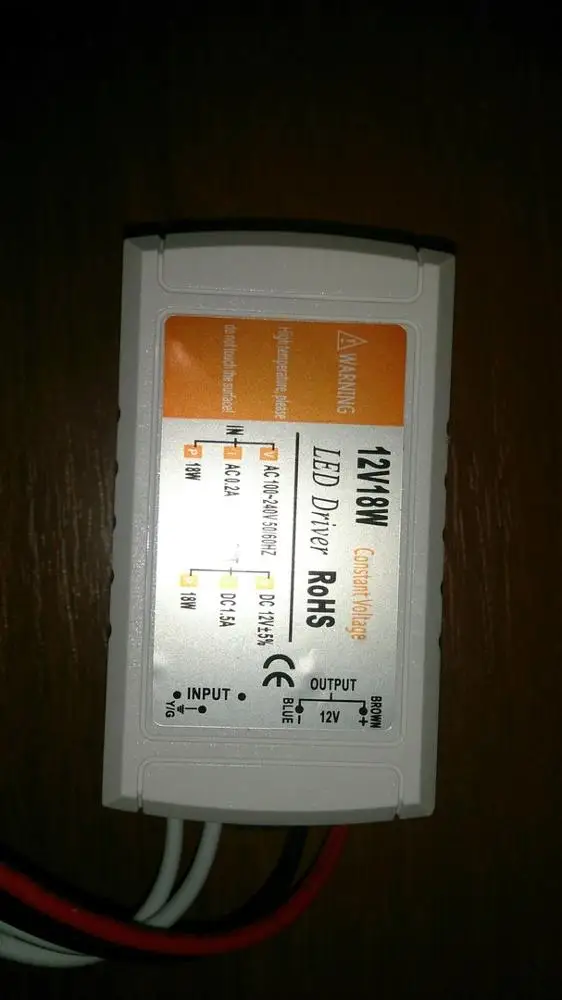 ⚠ WARNING
High temperature, please
do not touch the surface!
12V18W
Constant Voltage
LED Driver RoHS
IN
V AC 100~240V 50/60HZ
I AC 0.2A
P 18W
DC 12V±5%
DC 1.5A
18W
CE
OUTPUT
BROWN +
12V
BLUE −
INPUT
Y/G